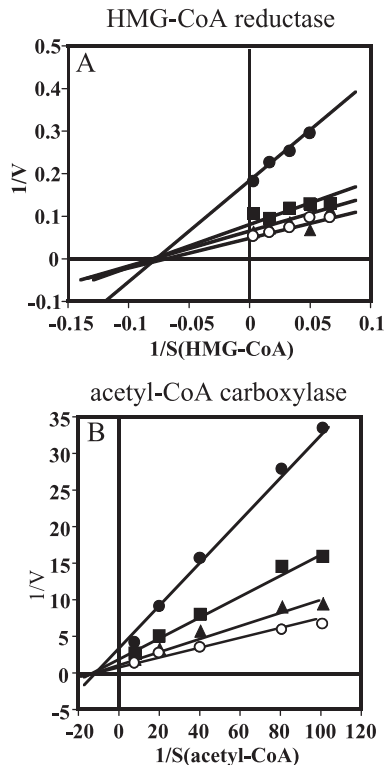 HMG-CoA reductase
A
1/V
0.5
0.4
0.3
0.2
0.1
0
-0.1
-0.15 -0.1 -0.05 0 0.05 0.1
1/S(HMG-CoA)
acetyl-CoA carboxylase
B
1/V
35
30
25
20
15
10
5
0
-5
-20 0 20 40 60 80 100 120
1/S(acetyl-CoA)